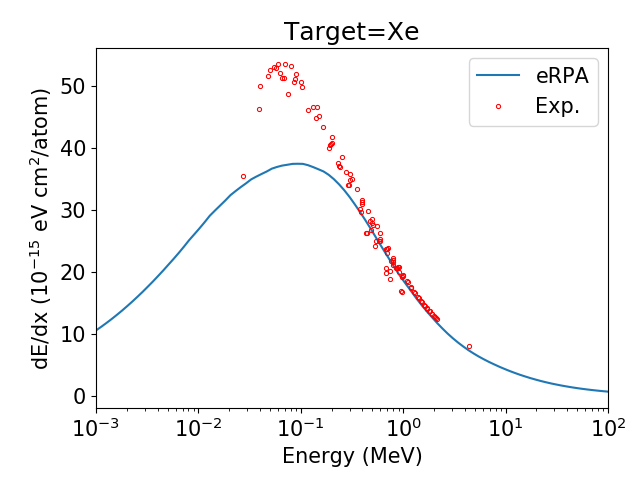 Target=Xe
eRPA
Exp.
dE/dx (10⁻¹⁵ eV cm²/atom)
50
40
30
20
10
0
10⁻³ 10⁻² 10⁻¹ 10⁰ 10¹ 10²
Energy (MeV)